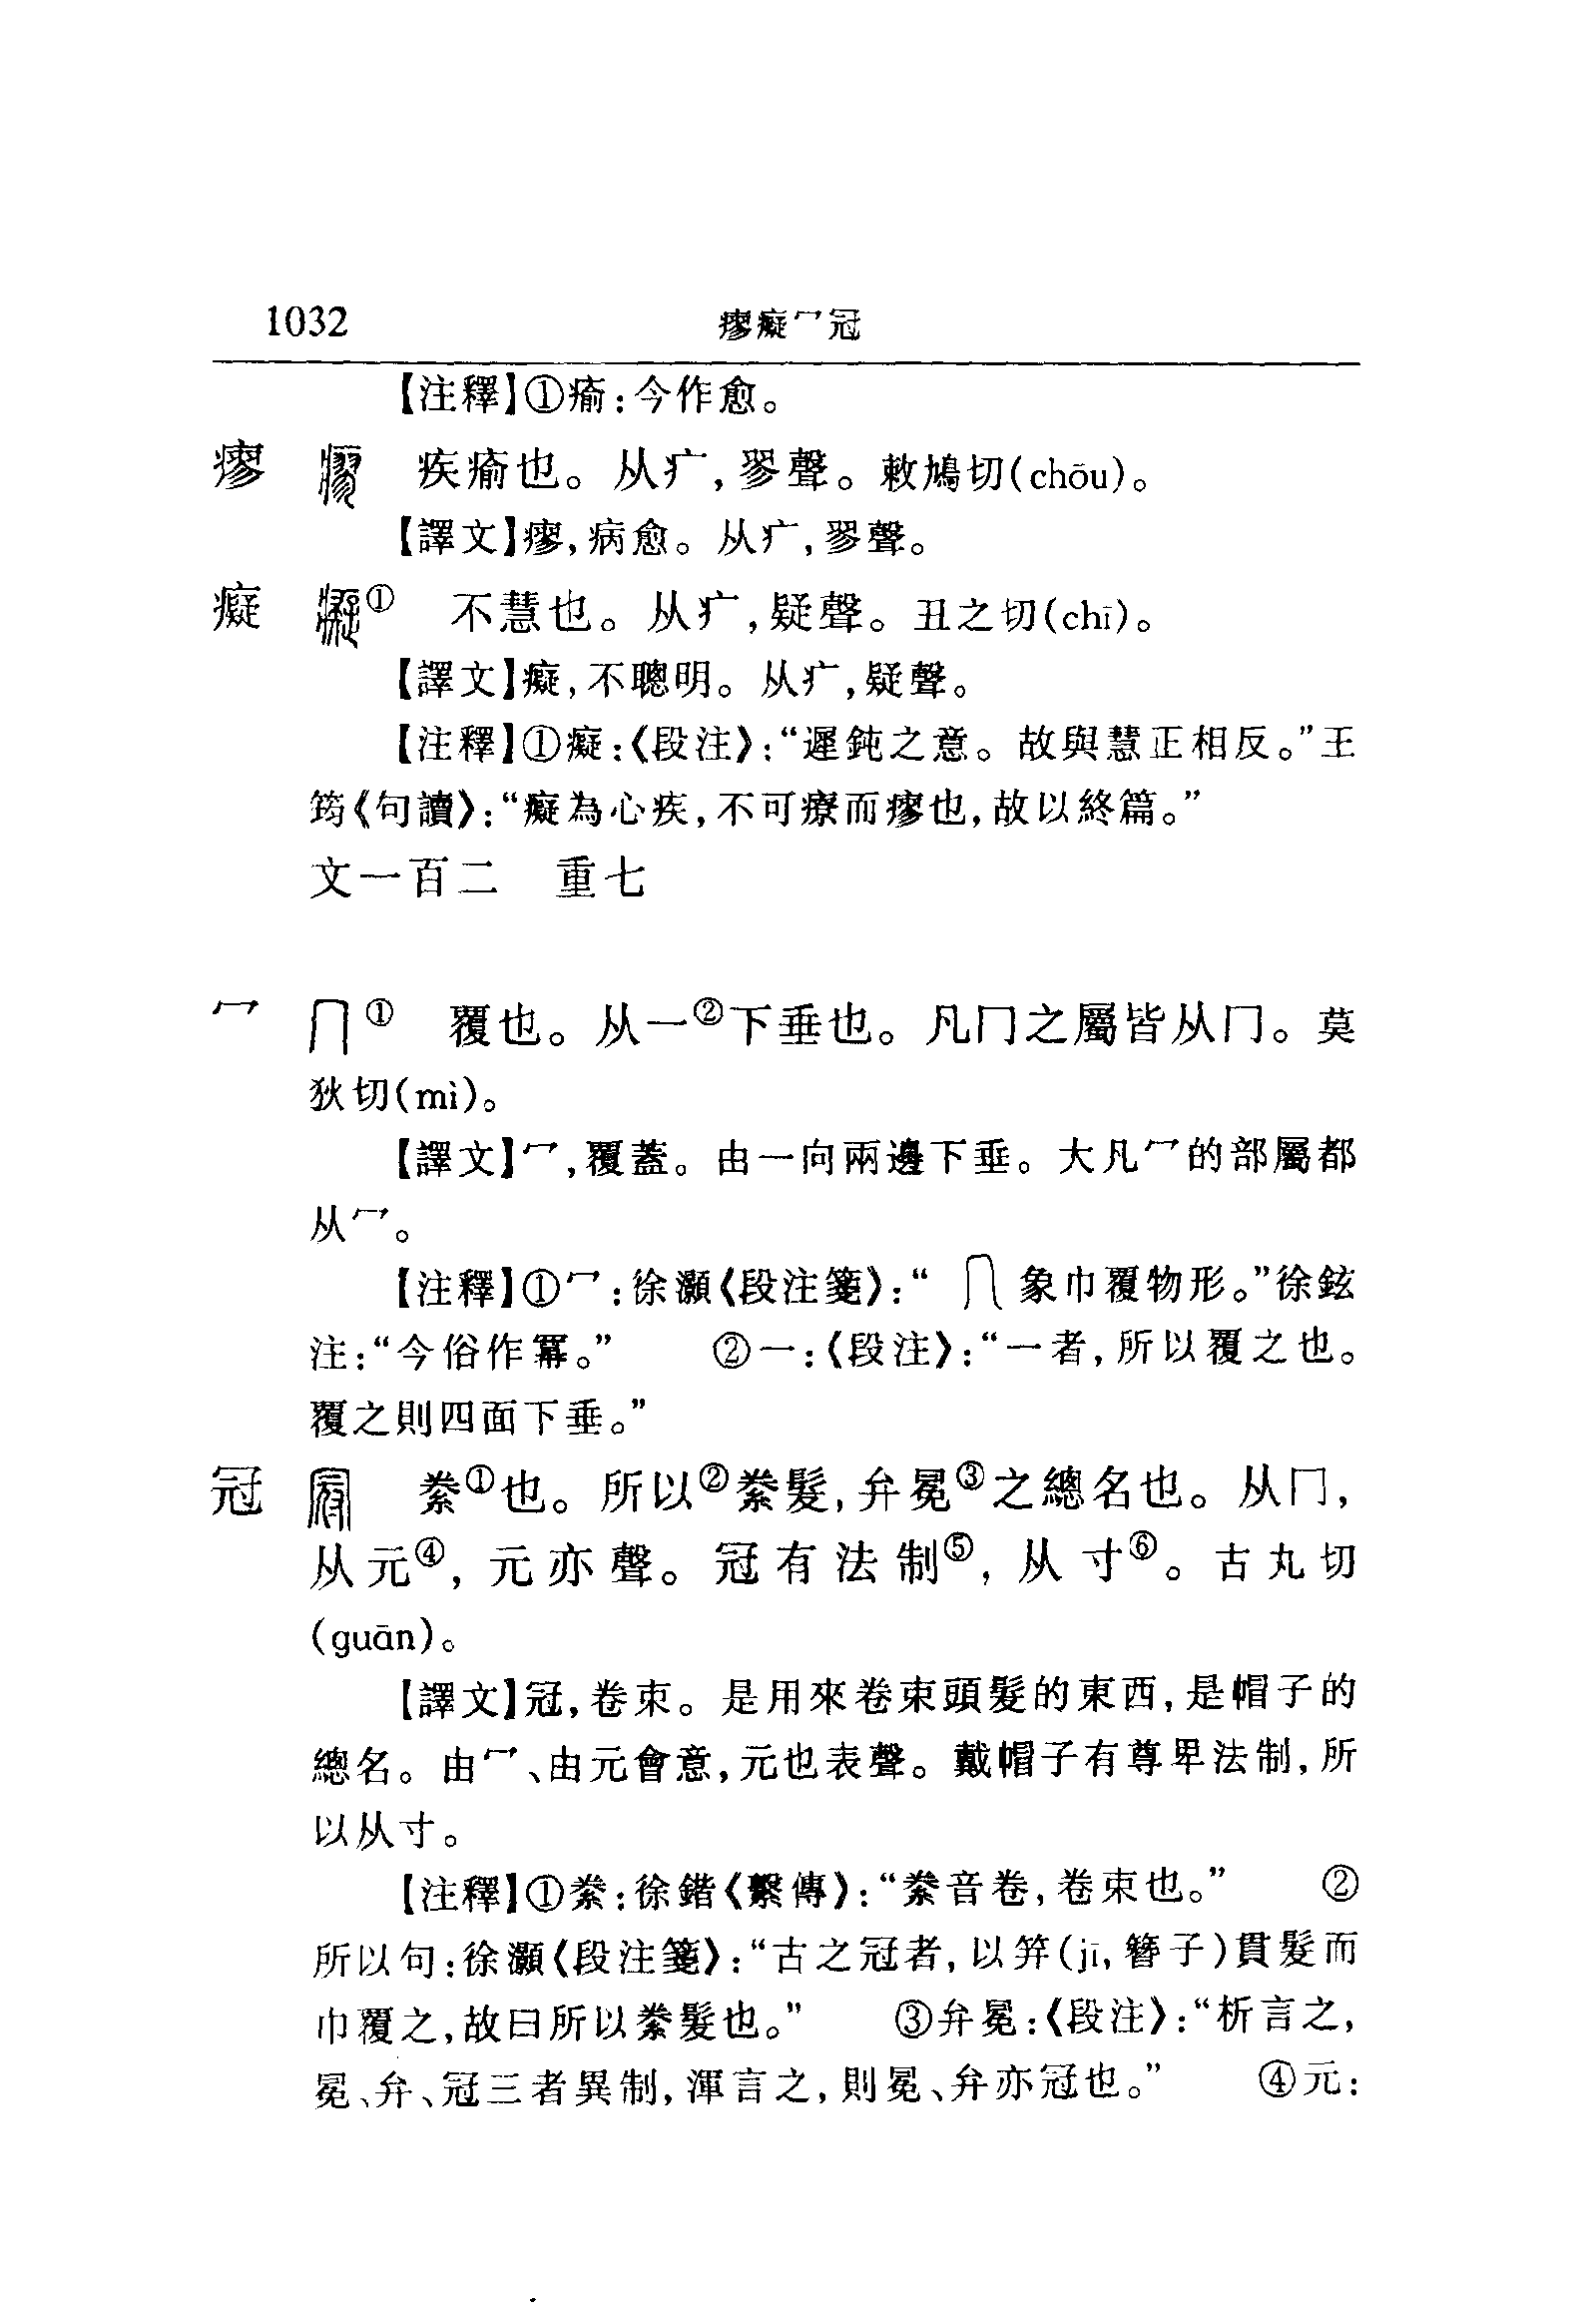 1032 瘳癡冖冠
【注釋】①瘉:今作愈。
瘳 疾瘉也。从疒,翏聲。敕鳩切(chōu)。
【譯文】瘳,病愈。从疒,翏聲。
癡 ① 不慧也。从疒,疑聲。丑之切(chī)。
【譯文】癡,不聰明。从疒,疑聲。
【注釋】①癡:《段注》:“遲鈍之意。故與慧正相反。”王
筠《句讀》:“癡為心疾,不可療而瘳也,故以終篇。”
文一百二 重七
冖 ① 覆也。从一②下垂也。凡冂之屬皆从冂。莫
狄切(mì)。
【譯文】冖,覆蓋。由一向兩邊下垂。大凡冖的部屬都
从冖。
【注釋】①冖:徐灝《段注箋》:“ 象巾覆物形。”徐鉉
注:“今俗作冪。” ②一:《段注》:“一者,所以覆之也。
覆之則四面下垂。”
冠 絭①也。所以②絭髮,弁冕③之總名也。从冂,
从元④,元亦聲。冠有法制⑤,从寸⑥。古丸切
(guān)。
【譯文】冠,卷束。是用來卷束頭髮的東西,是帽子的
總名。由冖、由元會意,元也表聲。戴帽子有尊卑法制,所
以从寸。
【注釋】①絭:徐鍇《繫傳》:“絭音卷,卷束也。” ②
所以句:徐灝《段注箋》:“古之冠者,以笄(jī,簪子)貫髮而
巾覆之,故曰所以絭髮也。” ③弁冕:《段注》:“析言之,
冕、弁、冠三者異制,渾言之,則冕、弁亦冠也。” ④元: